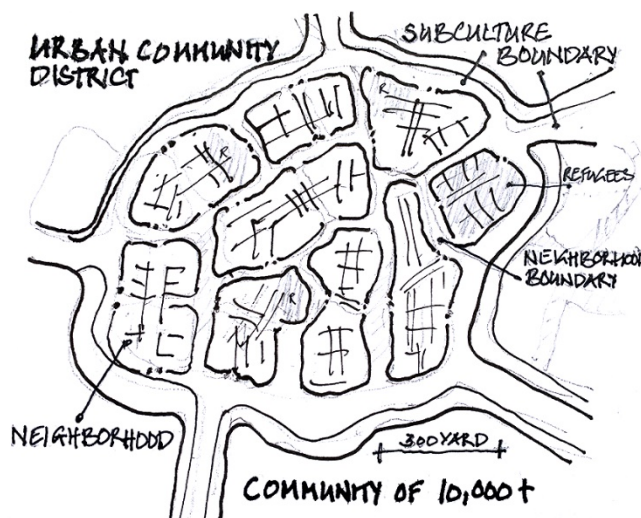 URBAN COMMUNITY
DISTRICT
SUBCULTURE
BOUNDARY
R
R
REFUGEES
R
NEIGHBORHOOD
BOUNDARY
R
NEIGHBORHOOD
300 YARD
COMMUNITY OF 10,000+